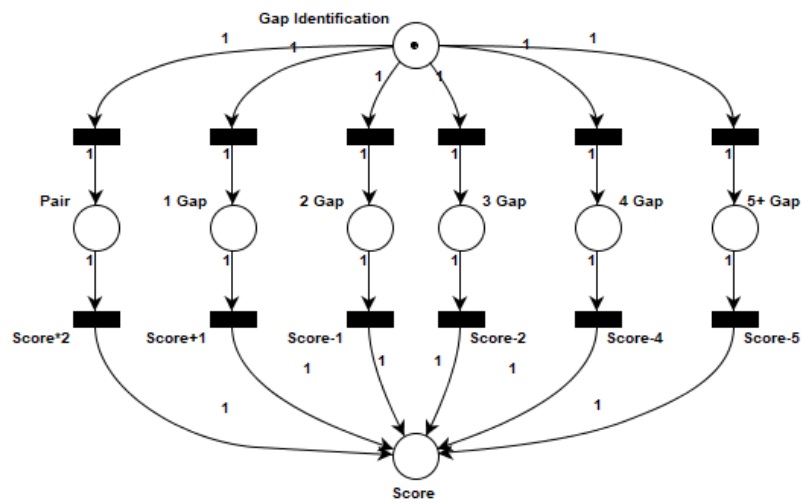 Gap Identification
1 1 1 1 1 1
1 1 1 1 1 1
Pair 1 Gap 2 Gap 3 Gap 4 Gap 5+ Gap
1 1 1 1 1 1
Score*2 Score+1 Score-1 Score-2 Score-4 Score-5
1 1 1 1 1 1
Score